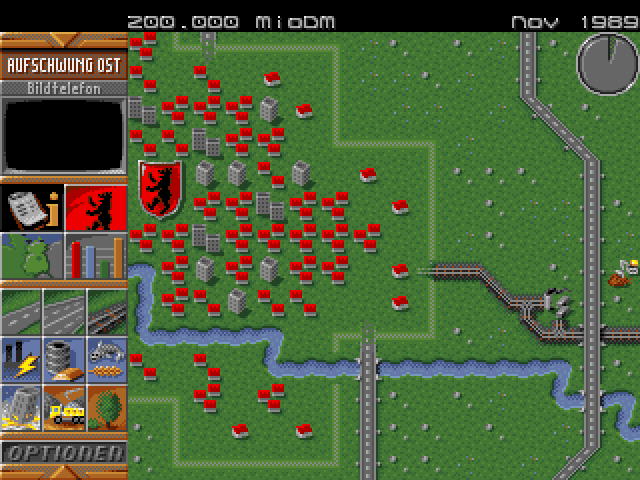 200.000 MioDM Nov 1989
AUFSCHWUNG OST
Bildtelefon
i
OPTIONEN